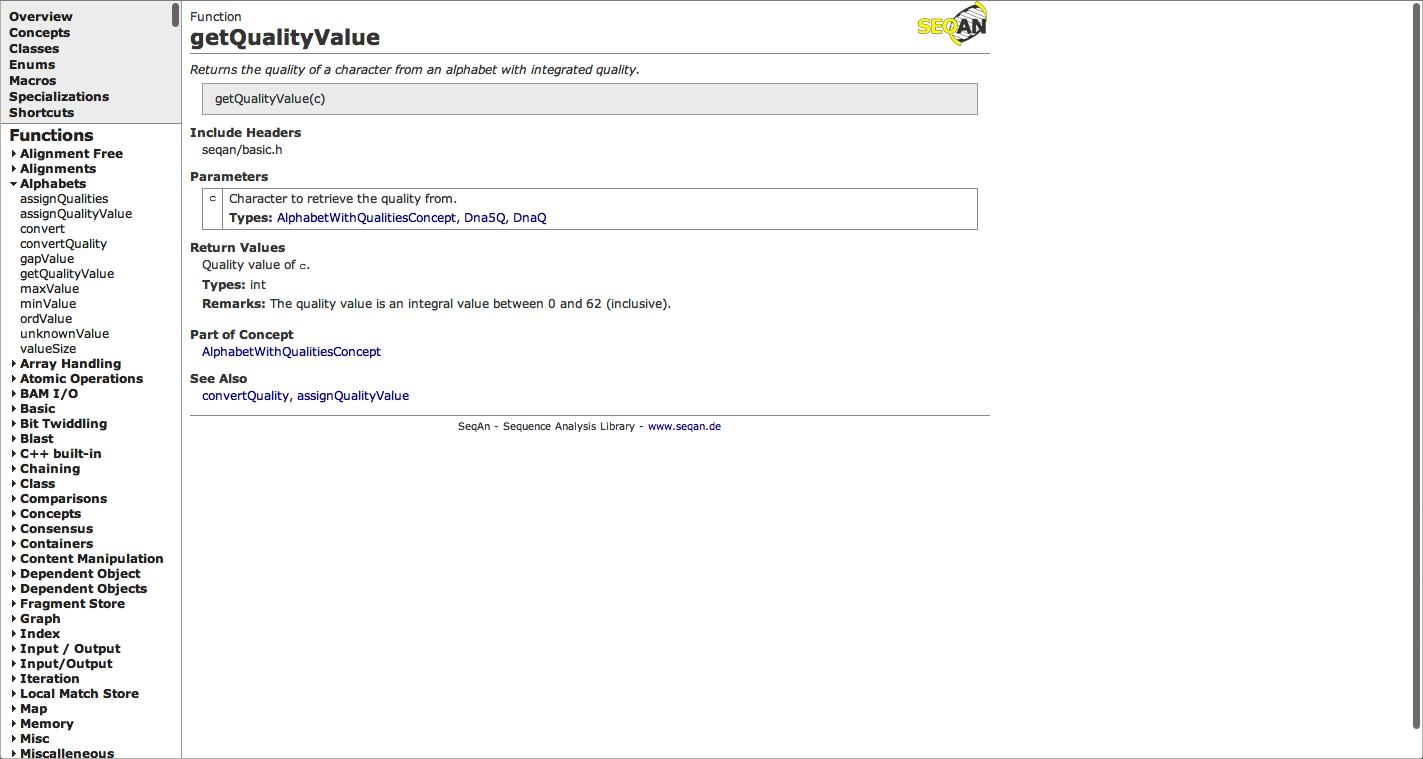 Overview
Concepts
Classes
Enums
Macros
Specializations
Shortcuts
Functions
Alignment Free
Alignments
Alphabets
assignQualities
assignQualityValue
convert
convertQuality
gapValue
getQualityValue
maxValue
minValue
ordValue
unknownValue
valueSize
Array Handling
Atomic Operations
BAM I/O
Basic
Bit Twiddling
Blast
C++ built-in
Chaining
Class
Comparisons
Concepts
Consensus
Containers
Content Manipulation
Dependent Object
Dependent Objects
Fragment Store
Graph
Index
Input / Output
Input/Output
Iteration
Local Match Store
Map
Memory
Misc
Miscalleneous
Function
SEQAN
getQualityValue
Returns the quality of a character from an alphabet with integrated quality.
getQualityValue(c)
Include Headers
seqan/basic.h
Parameters
c Character to retrieve the quality from.
Types: AlphabetWithQualitiesConcept, Dna5Q, DnaQ
Return Values
Quality value of c.
Types: int
Remarks: The quality value is an integral value between 0 and 62 (inclusive).
Part of Concept
AlphabetWithQualitiesConcept
See Also
convertQuality, assignQualityValue
SeqAn - Sequence Analysis Library - www.seqan.de